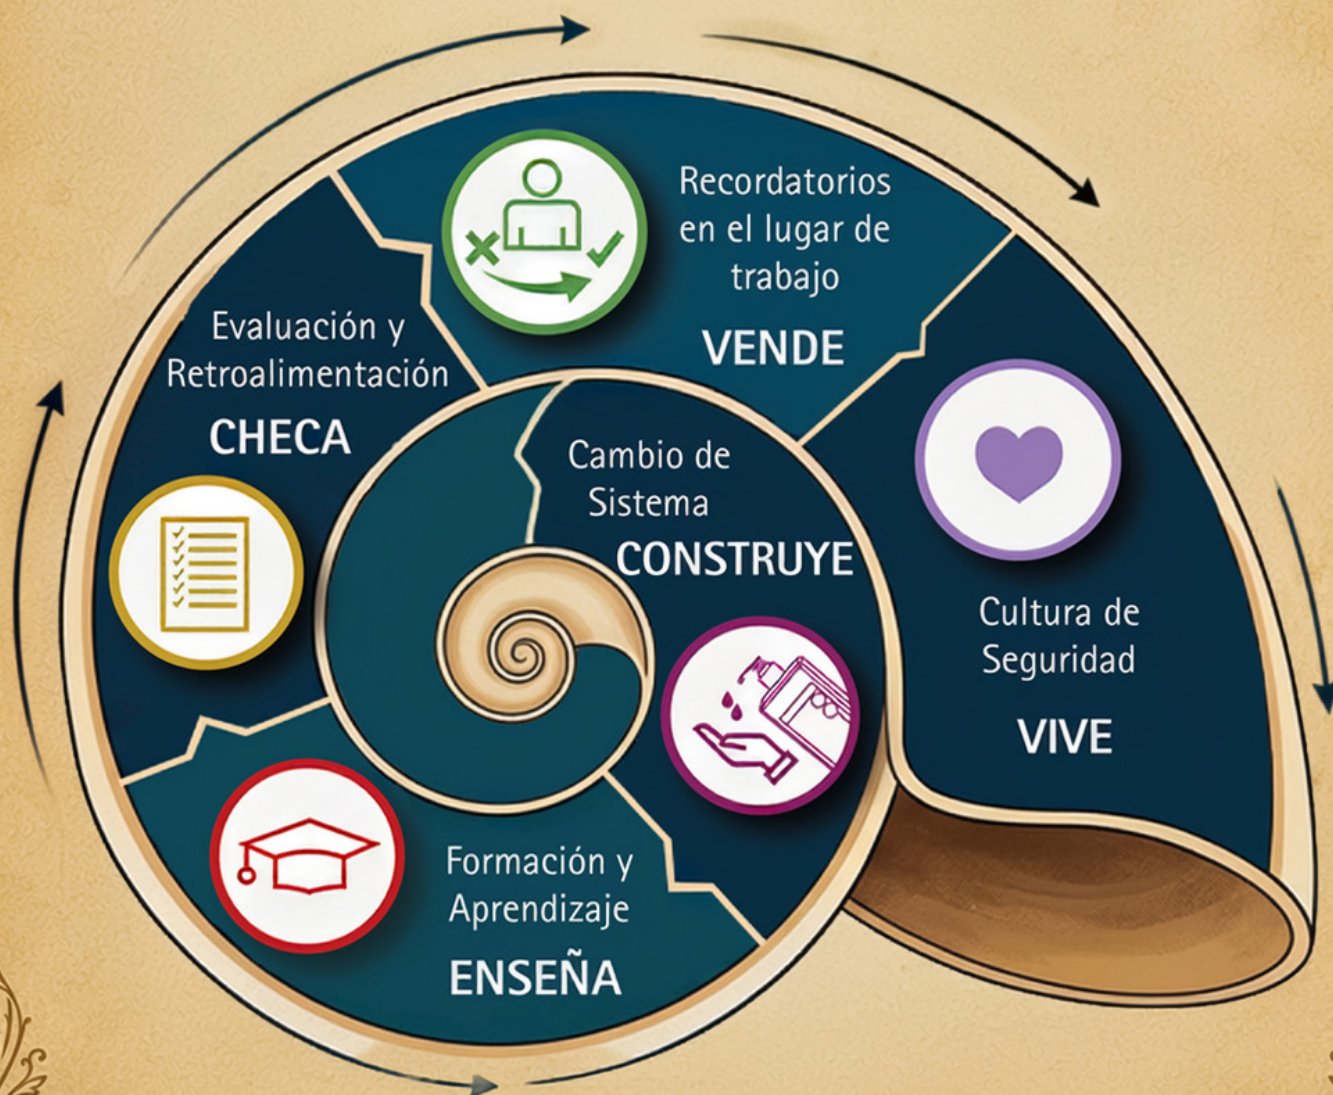 Recordatorios
en el lugar de
trabajo
VENDE
Evaluación y
Retroalimentación
CHECA
Cambio de
Sistema
CONSTRUYE
Cultura de
Seguridad
VIVE
Formación y
Aprendizaje
ENSEÑA